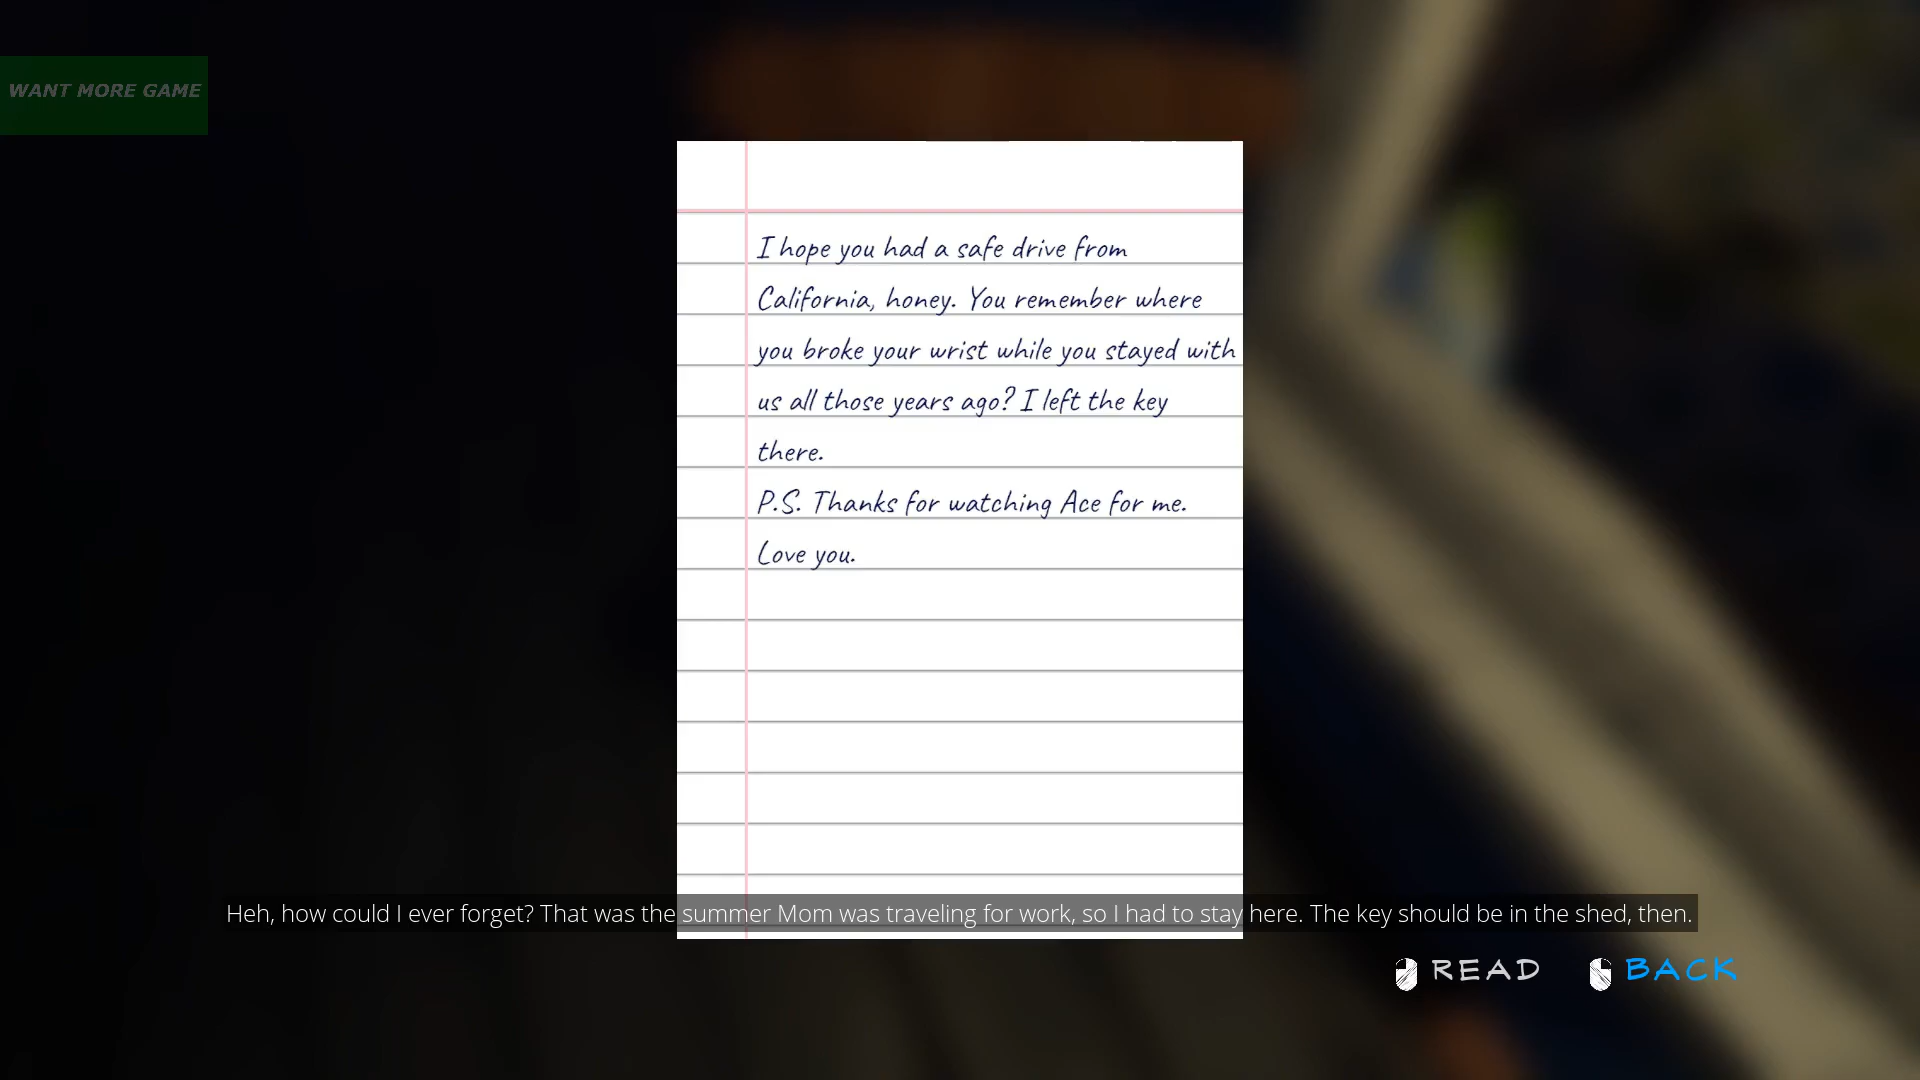 WANT MORE GAME
I hope you had a safe drive from
California, honey. You remember where
you broke your wrist while you stayed with
us all those years ago? I left the key
there.
P.S. Thanks for watching Ace for me.
Love you.
Heh, how could I ever forget? That was the summer Mom was traveling for work, so I had to stay here. The key should be in the shed, then.
READ
BACK